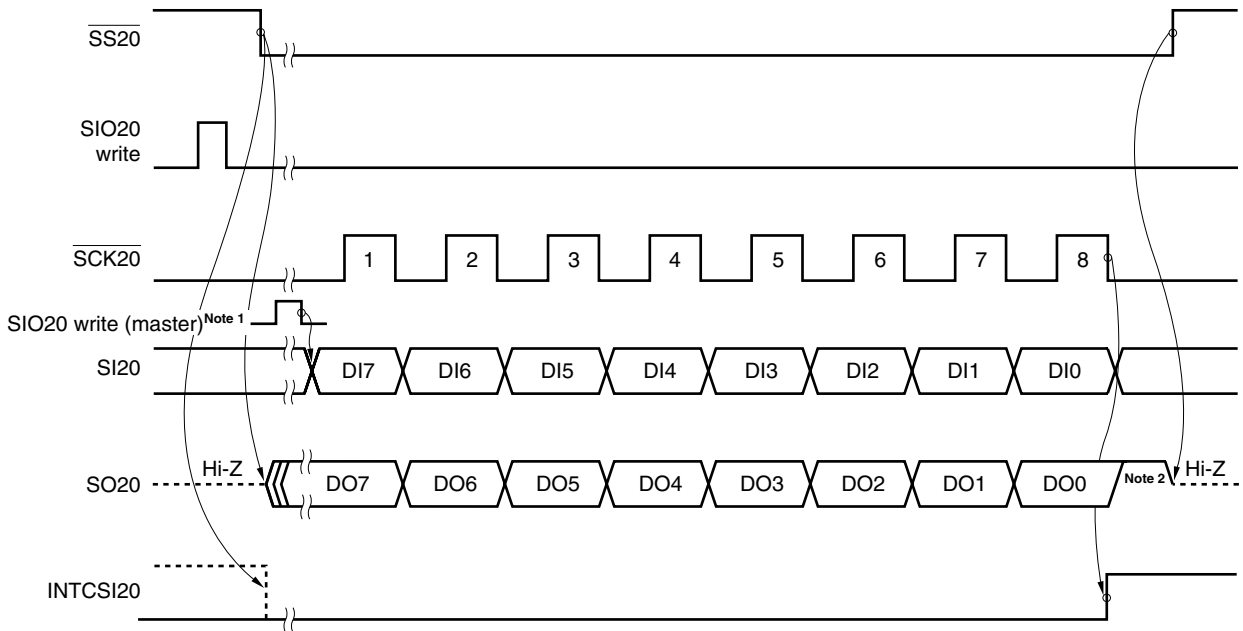 SS20
SIO20
write
SCK20
1 2 3 4 5 6 7 8
SIO20 write (master)Note 1
SI20
DI7 DI6 DI5 DI4 DI3 DI2 DI1 DI0
Hi-Z
SO20
DO7 DO6 DO5 DO4 DO3 DO2 DO1 DO0
Note 2
Hi-Z
INTCSI20